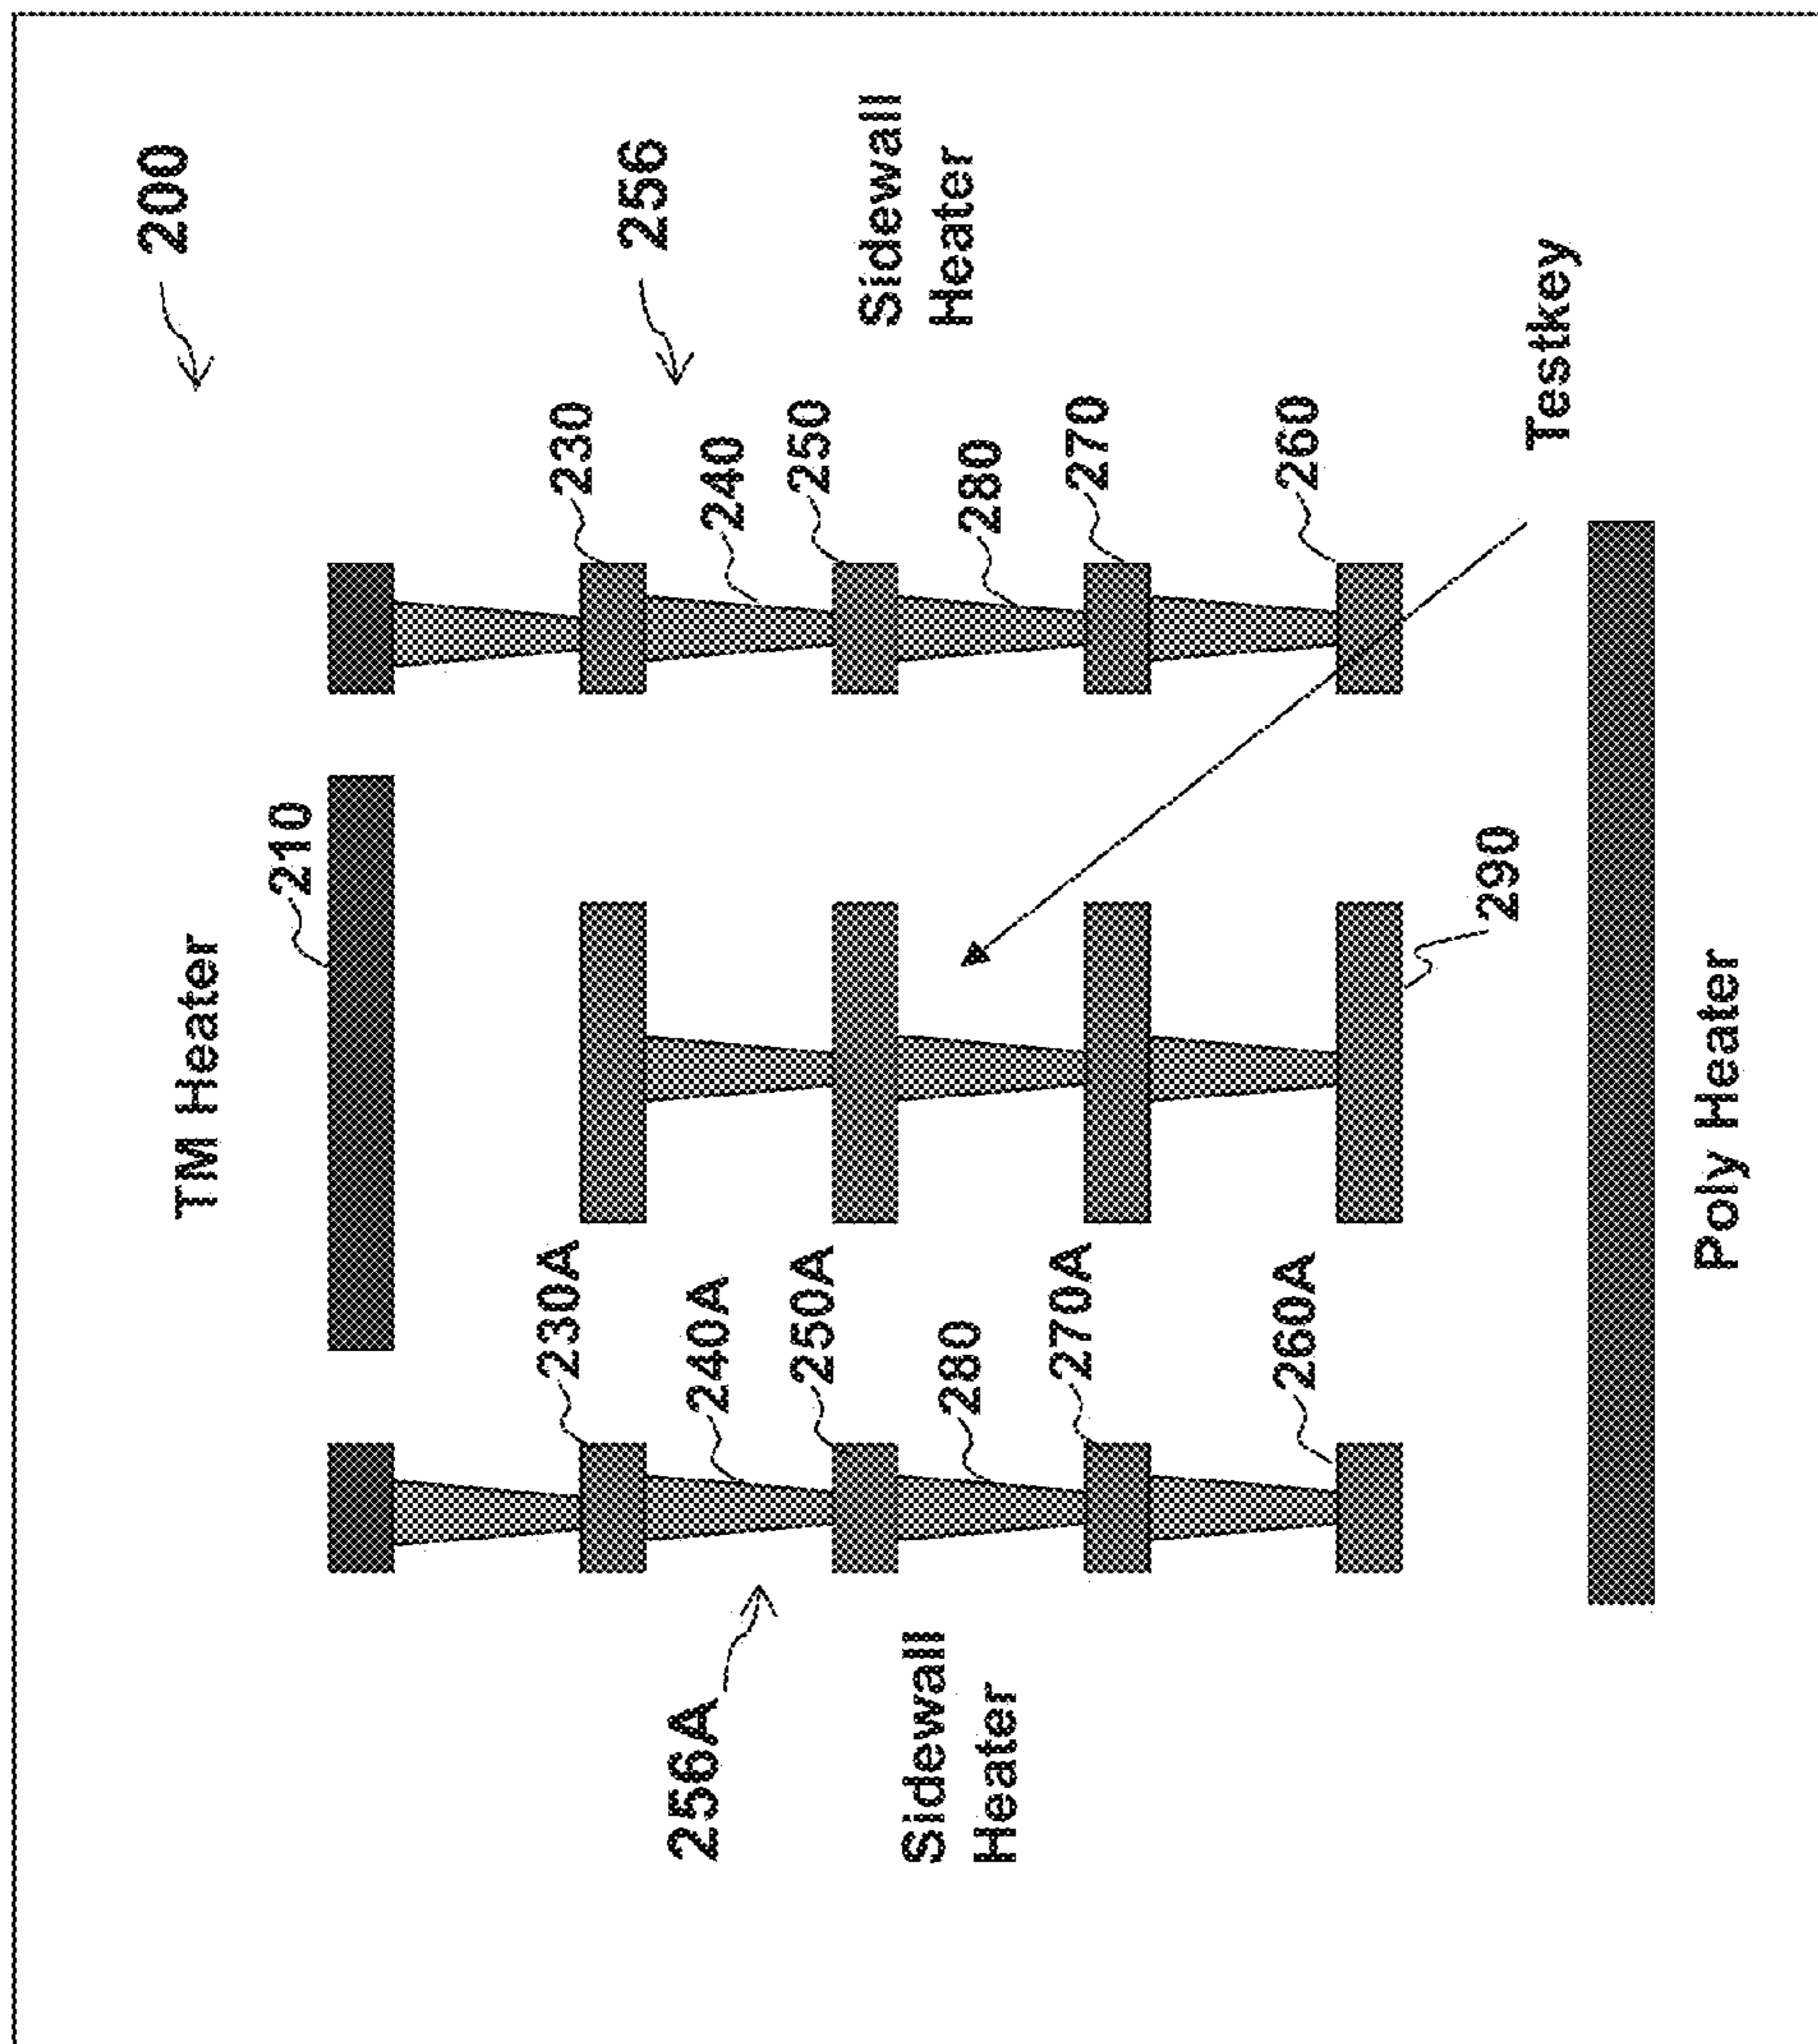 200
TM Heater
210
230
256
240
250
Sidewall
Heater
280
270
260
Testkey
230A
240A
250A
280
270A
260A
290
256A
Sidewall
Heater
Poly Heater